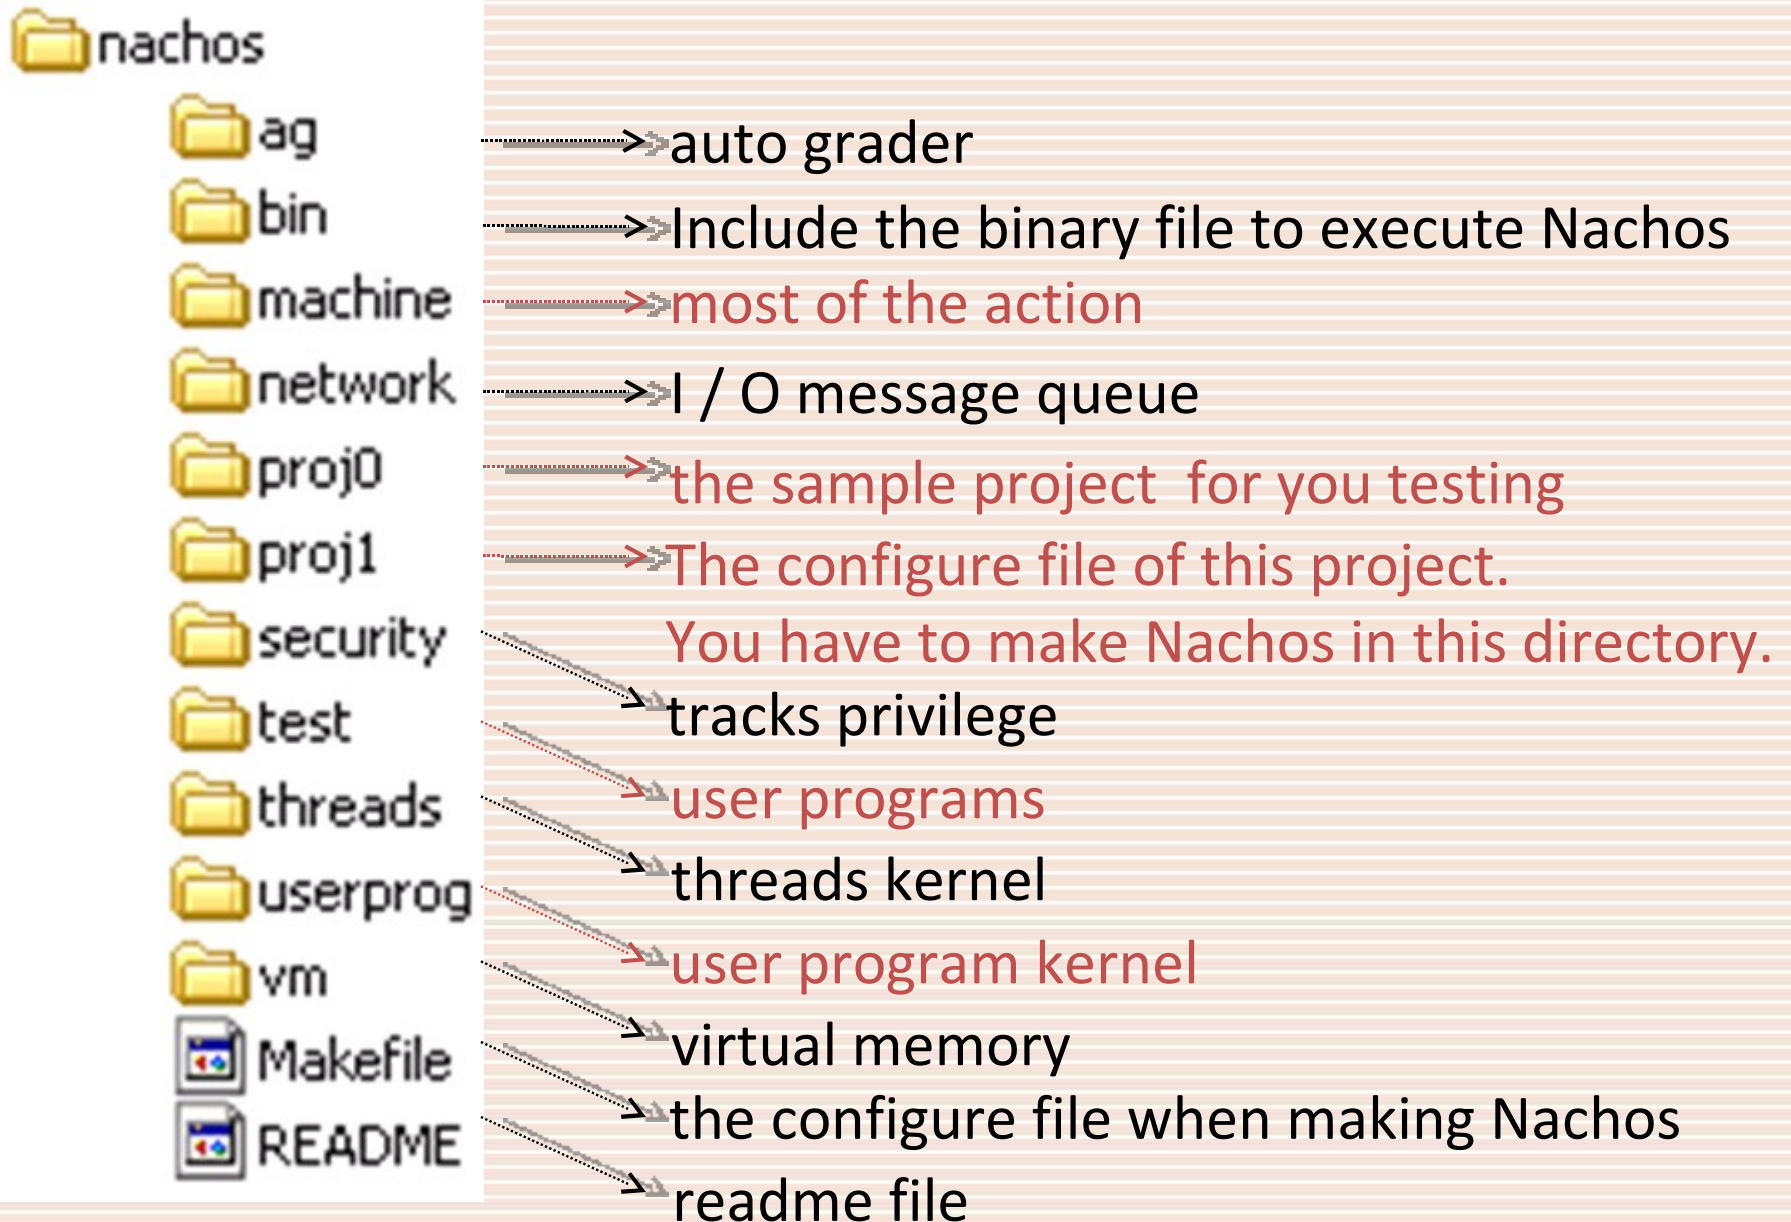 nachos
ag
auto grader
bin
Include the binary file to execute Nachos
machine
most of the action
network
I / O message queue
proj0
the sample project  for you testing
proj1
The configure file of this project.
You have to make Nachos in this directory.
security
tracks privilege
test
user programs
threads
threads kernel
userprog
user program kernel
vm
virtual memory
Makefile
the configure file when making Nachos
README
readme file